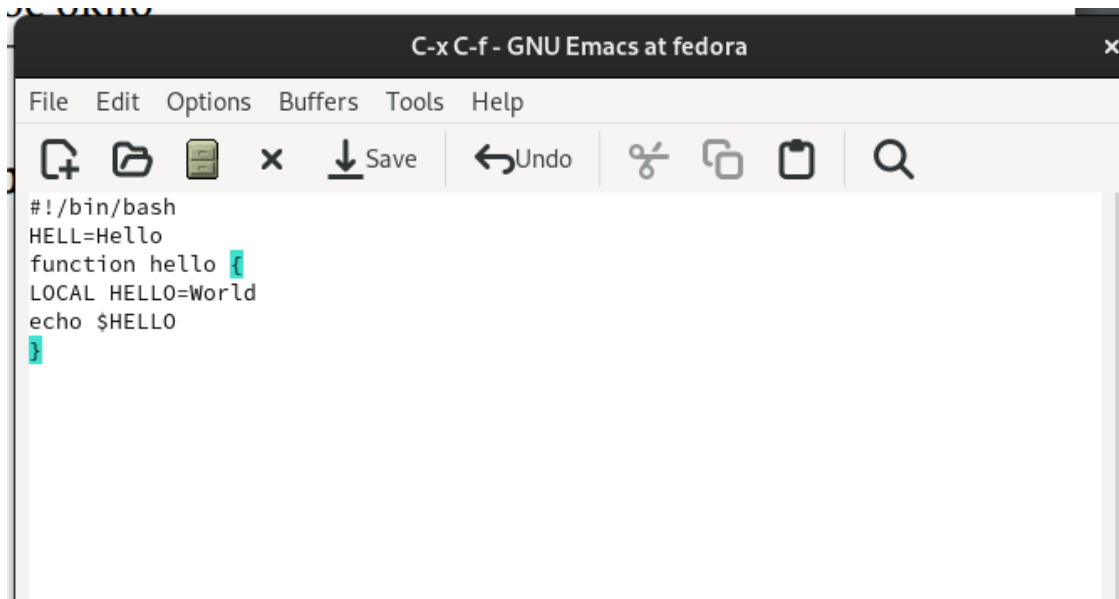 C-x C-f - GNU Emacs at fedora
File Edit Options Buffers Tools Help
Save Undo
#!/bin/bash
HELL=Hello
function hello {
LOCAL HELLO=World
echo $HELLO
}